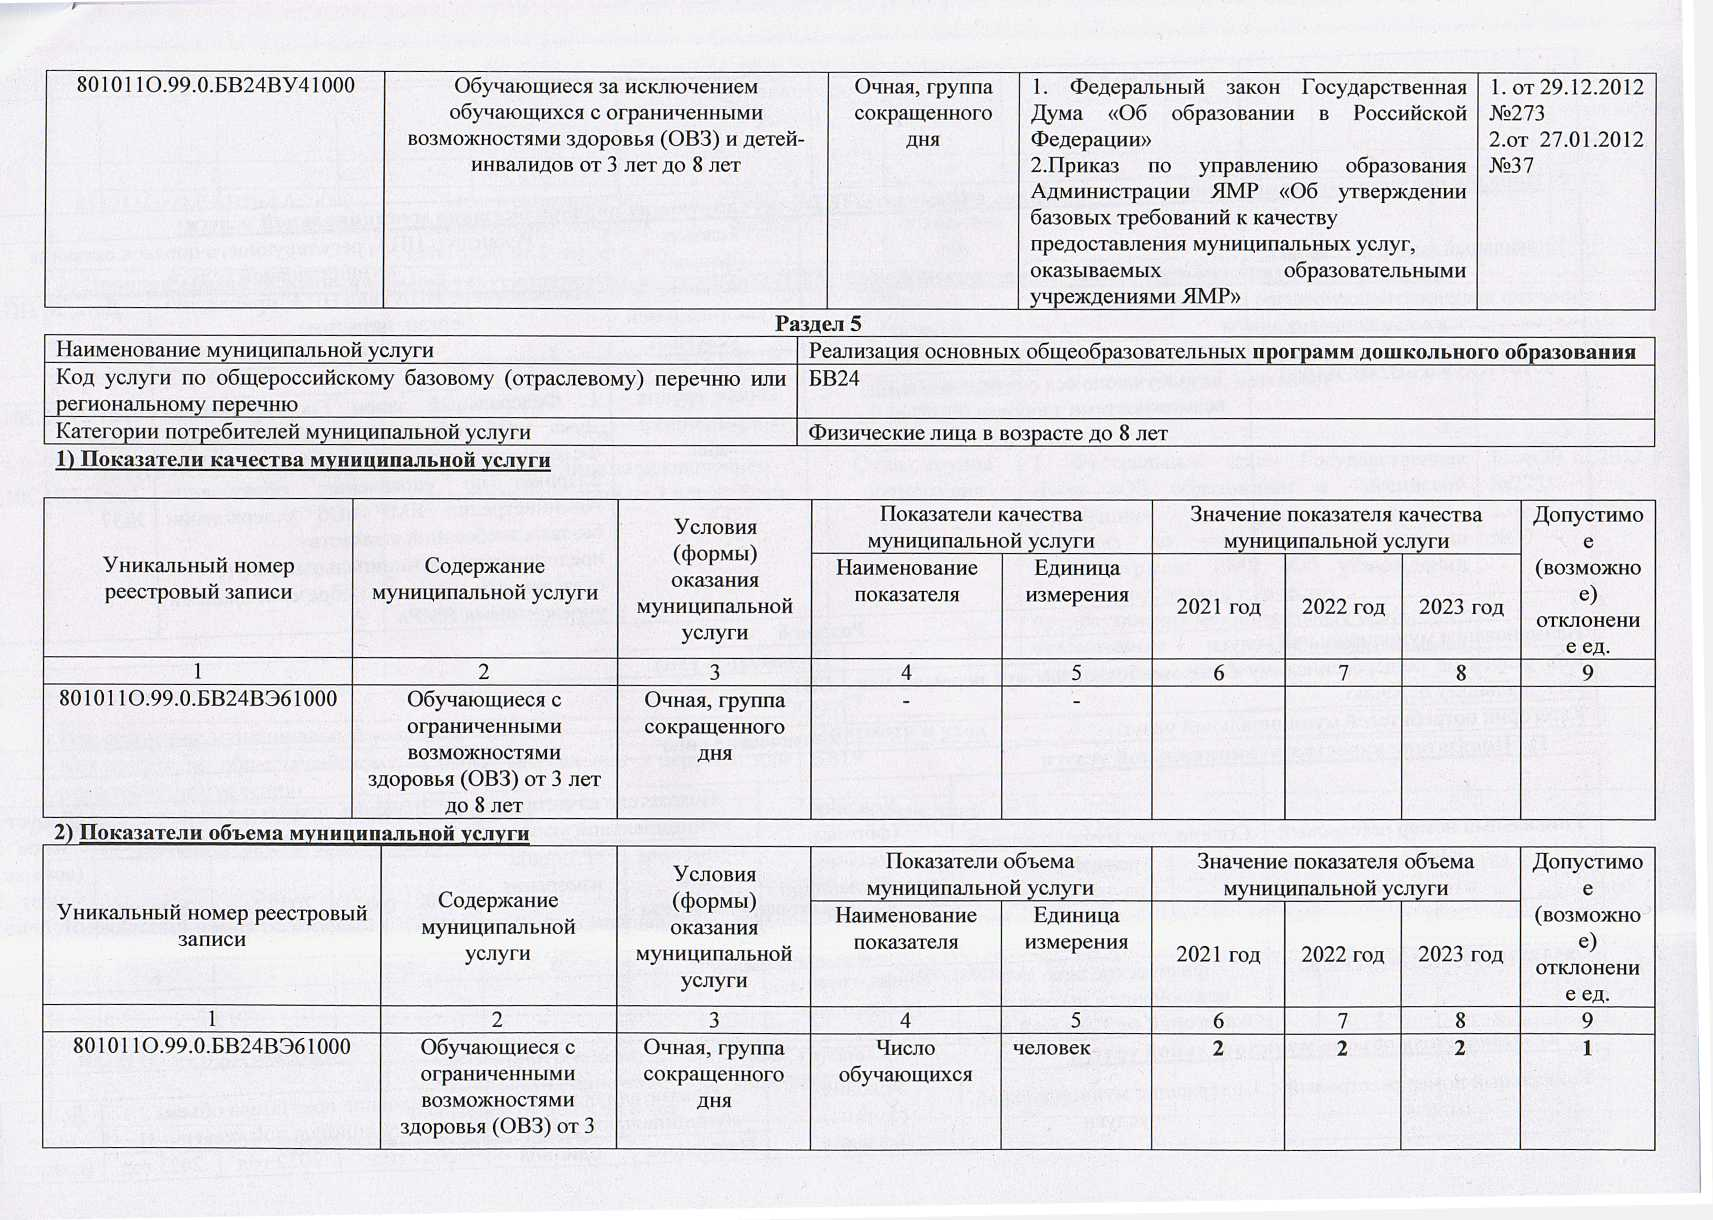 801011О.99.0.БВ24ВУ41000
Обучающиеся за исключением
обучающихся с ограниченными
возможностями здоровья (ОВЗ) и детей-
инвалидов от 3 лет до 8 лет
Очная, группа
сокращенного
дня
1. Федеральный закон Государственная
Дума «Об образовании в Российской
Федерации»
2.Приказ по управлению образования
Администрации ЯМР «Об утверждении
базовых требований к качеству
предоставления муниципальных услуг,
оказываемых образовательными
учреждениями ЯМР»
1. от 29.12.2012
№273
2.от 27.01.2012
№37
Раздел 5
Наименование муниципальной услуги
Реализация основных общеобразовательных программ дошкольного образования
Код услуги по общероссийскому базовому (отраслевому) перечню или
региональному перечню
БВ24
Категории потребителей муниципальной услуги
Физические лица в возрасте до 8 лет
1) Показатели качества муниципальной услуги
Уникальный номер
реестровый записи
Содержание
муниципальной услуги
Условия
(формы)
оказания
муниципальной
услуги
Показатели качества
муниципальной услуги
Наименование
показателя
Единица
измерения
Значение показателя качества
муниципальной услуги
2021 год
2022 год
2023 год
Допустимо
е
(возможно
е)
отклонени
е ед.
1 2 3 4 5 6 7 8 9
801011О.99.0.БВ24ВЭ61000
Обучающиеся с
ограниченными
возможностями
здоровья (ОВЗ) от 3 лет
до 8 лет
Очная, группа
сокращенного
дня
-
-
2) Показатели объема муниципальной услуги
Уникальный номер реестровый
записи
Содержание
муниципальной
услуги
Условия
(формы)
оказания
муниципальной
услуги
Показатели объема
муниципальной услуги
Наименование
показателя
Единица
измерения
Значение показателя объема
муниципальной услуги
2021 год
2022 год
2023 год
Допустимо
е
(возможно
е)
отклонени
е ед.
1 2 3 4 5 6 7 8 9
801011О.99.0.БВ24ВЭ61000
Обучающиеся с
ограниченными
возможностями
здоровья (ОВЗ) от 3
Очная, группа
сокращенного
дня
Число
обучающихся
человек
2
2
2
1